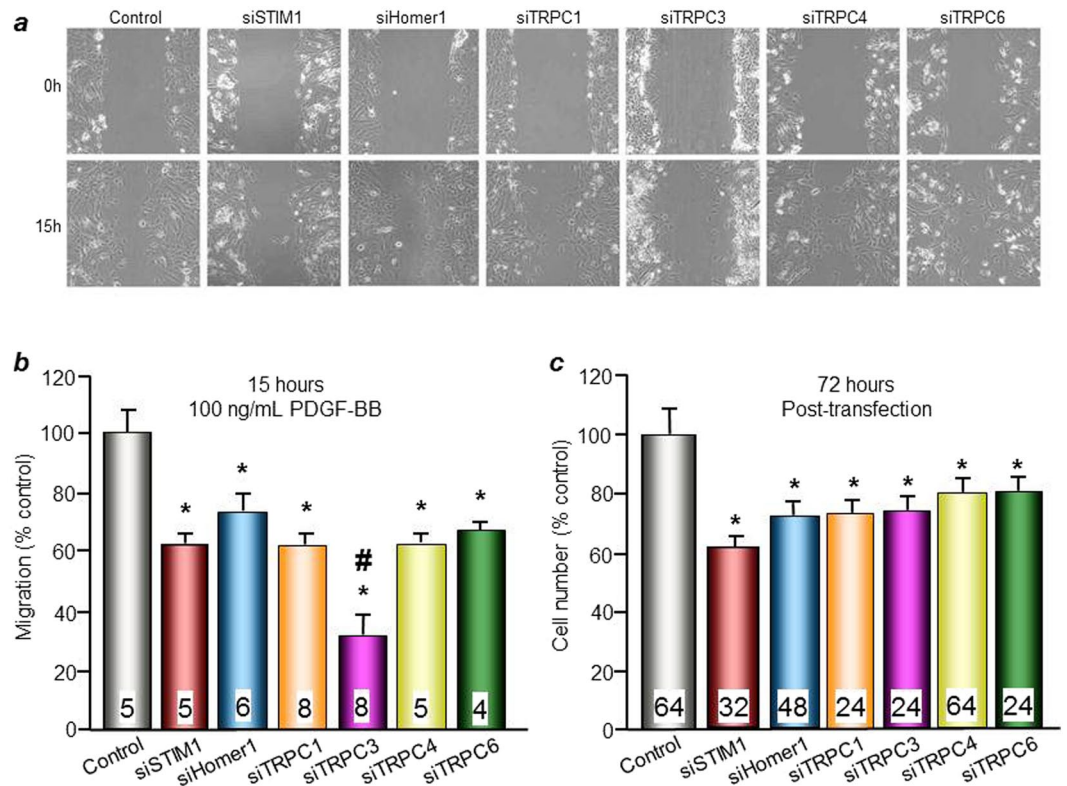 a
Control siSTIM1 siHomer1 siTRPC1 siTRPC3 siTRPC4 siTRPC6
0h
15h
b
15 hours
100 ng/mL PDGF-BB
Migration (% control)
120
100
80
60
40
20
0
* * * # * * *
5 5 6 8 8 5 4
Control siSTIM1 siHomer1 siTRPC1 siTRPC3 siTRPC4 siTRPC6
c
72 hours
Post-transfection
Cell number (% control)
120
100
80
60
40
20
0
* * * * * *
64 32 48 24 24 64 24
Control siSTIM1 siHomer1 siTRPC1 siTRPC3 siTRPC4 siTRPC6